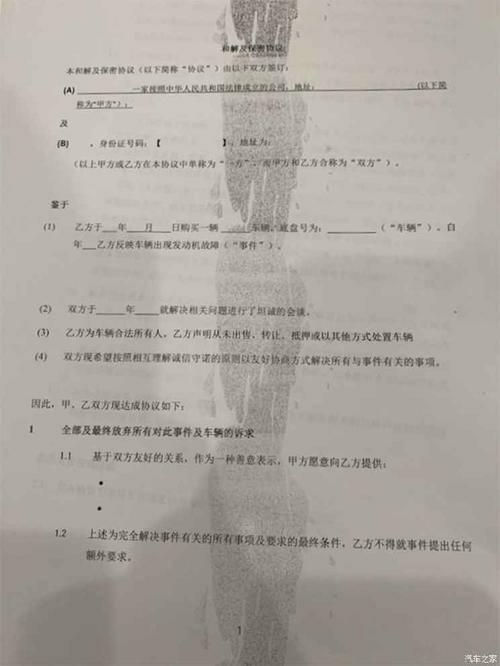 和解及保密协议
本和解及保密协议（以下简称“协议”）由以下双方签订：
(A) ____________一家按照中华人民共和国法律成立的公司，地址：____________(以下简
称为“甲方”)；
及
(B) ，身份证号码：【 】，地址为：
（以上甲方或乙方在本协议中单称为“一方”，而甲方和乙方合称为“双方”）。
鉴于
(1) 乙方于___年___月___日购买一辆______车辆，底盘号为：________（“车辆”）。自
年___乙方反映车辆出现发动机故障（“事件”）。
(2) 双方于______年____就解决相关问题进行了坦诚的会谈。
(3) 乙方为车辆合法所有人，乙方声明从未出售、转让、抵押或以其他方式处置车辆
(4) 双方现希望按照相互理解诚信守诺的原则以友好协商方式解决所有与事件有关的事项。
因此，甲、乙双方现达成协议如下：
1 全部及最终放弃所有对此事件及车辆的诉求
1.1 基于双方友好的关系，作为一种善意表示，甲方愿意向乙方提供：
•
•
1.2 上述为完全解决事件有关的所有事项及要求的最终条件，乙方不得就事件提出任何
额外要求。
1
汽车之家